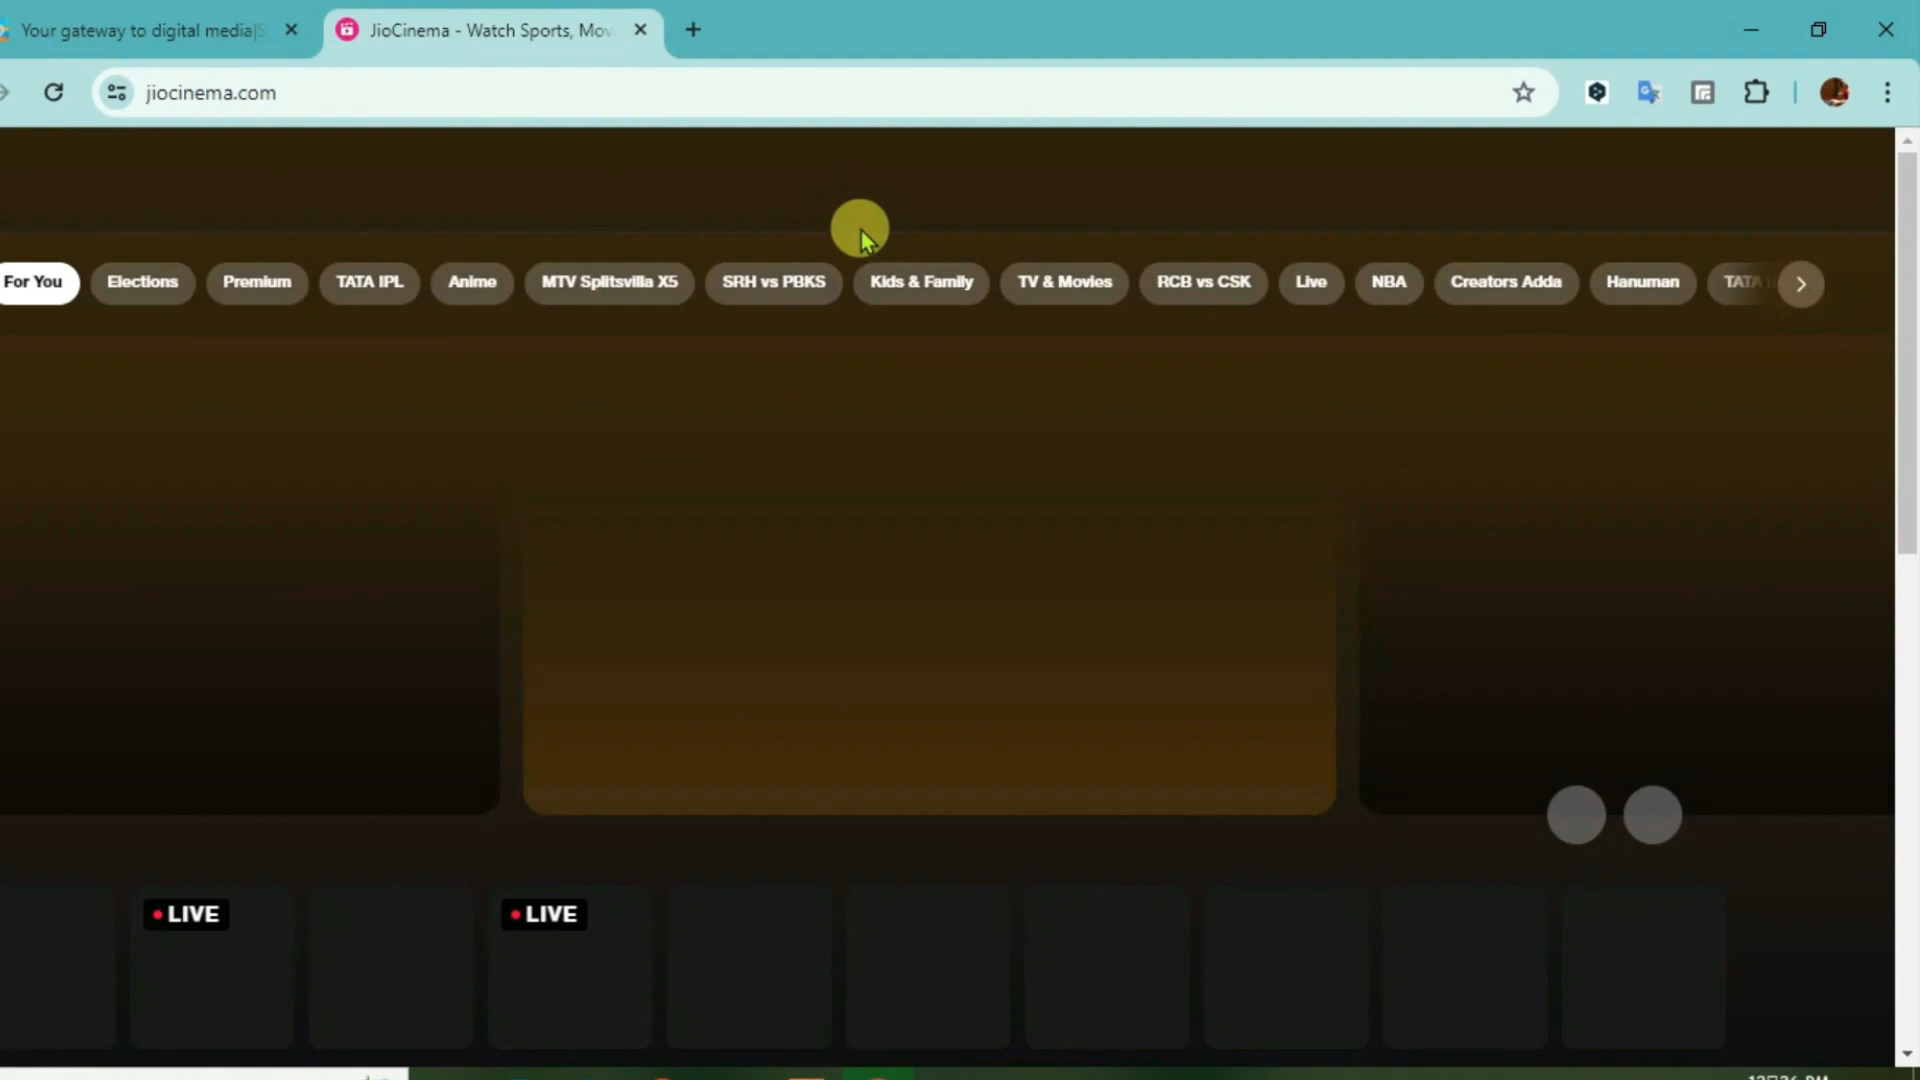 Your gateway to digital media|S
JioCinema - Watch Sports, Mov
jiocinema.com
For You
Elections
Premium
TATA IPL
Anime
MTV Splitsvilla X5
SRH vs PBKS
Kids & Family
TV & Movies
RCB vs CSK
Live
NBA
Creators Adda
Hanuman
TATA
LIVE
LIVE